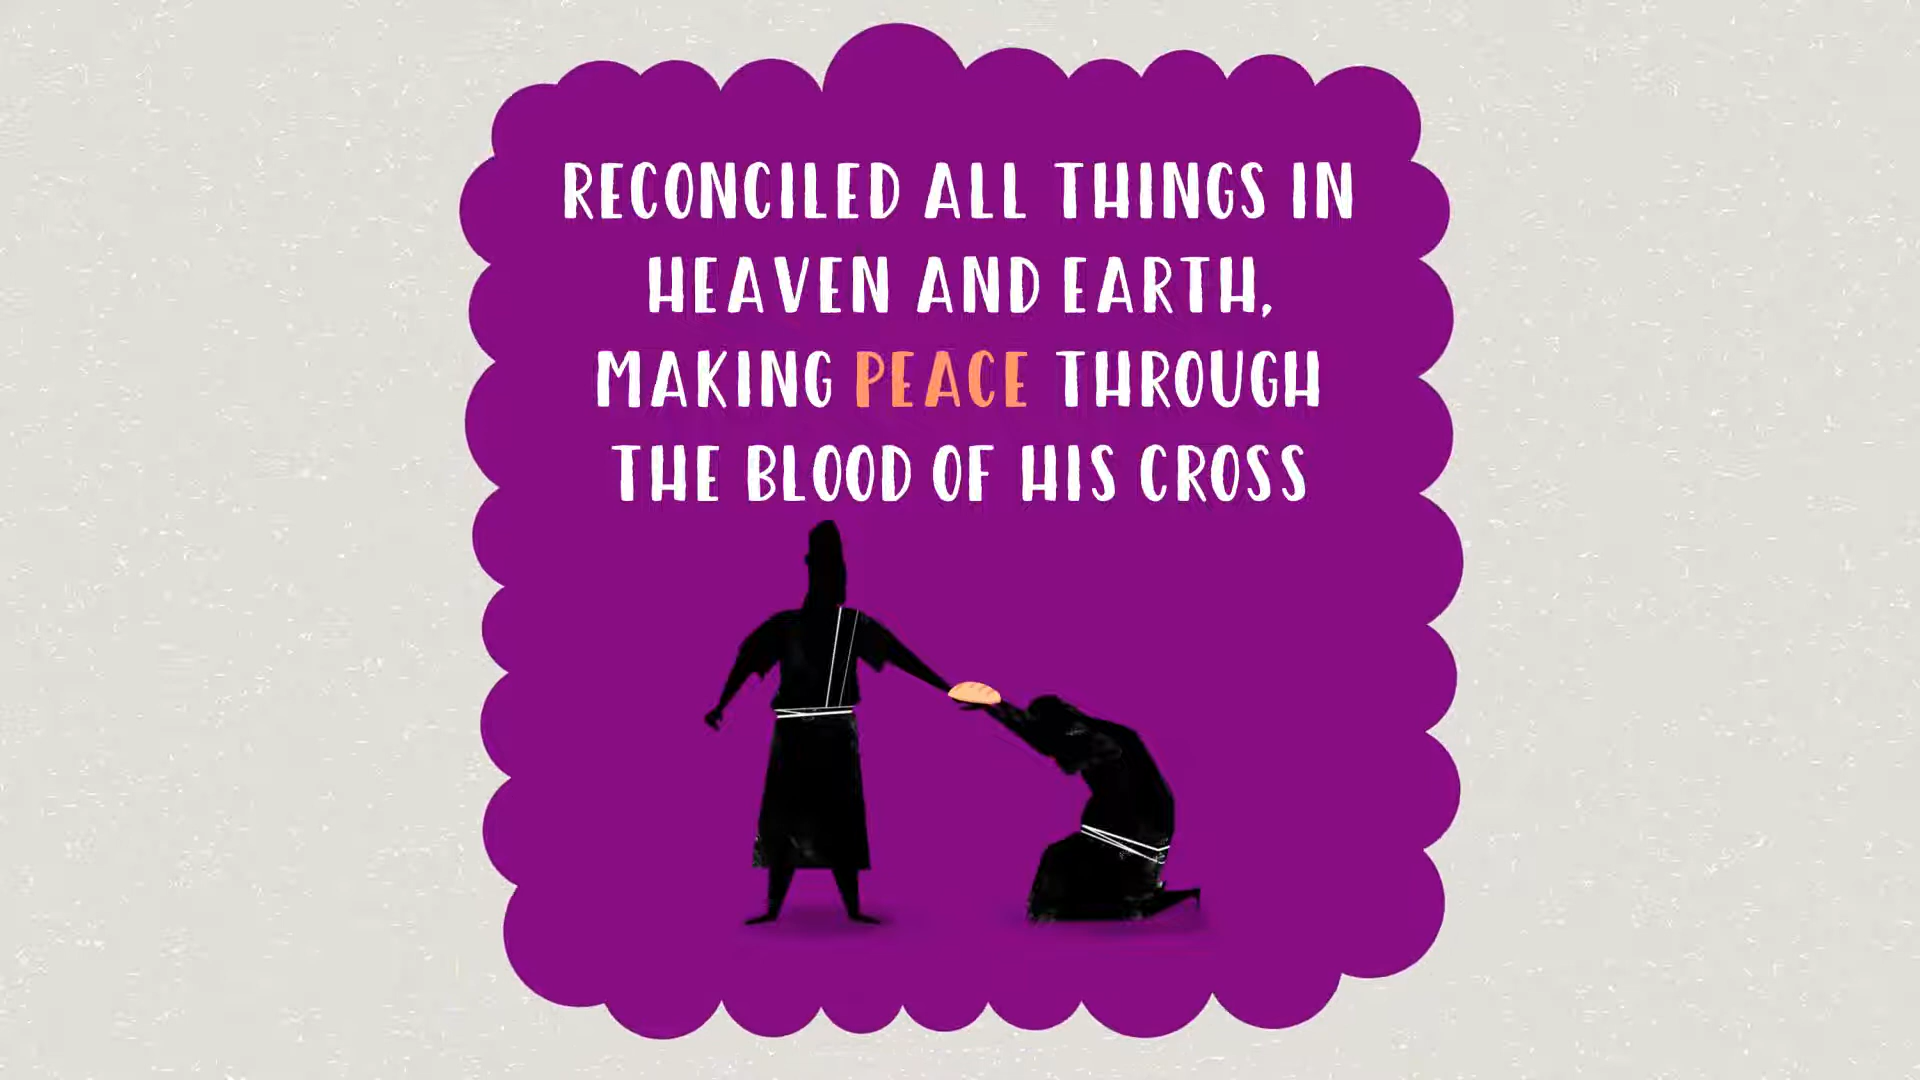 RECONCILED ALL THINGS IN
HEAVEN AND EARTH,
MAKING PEACE THROUGH
THE BLOOD OF HIS CROSS